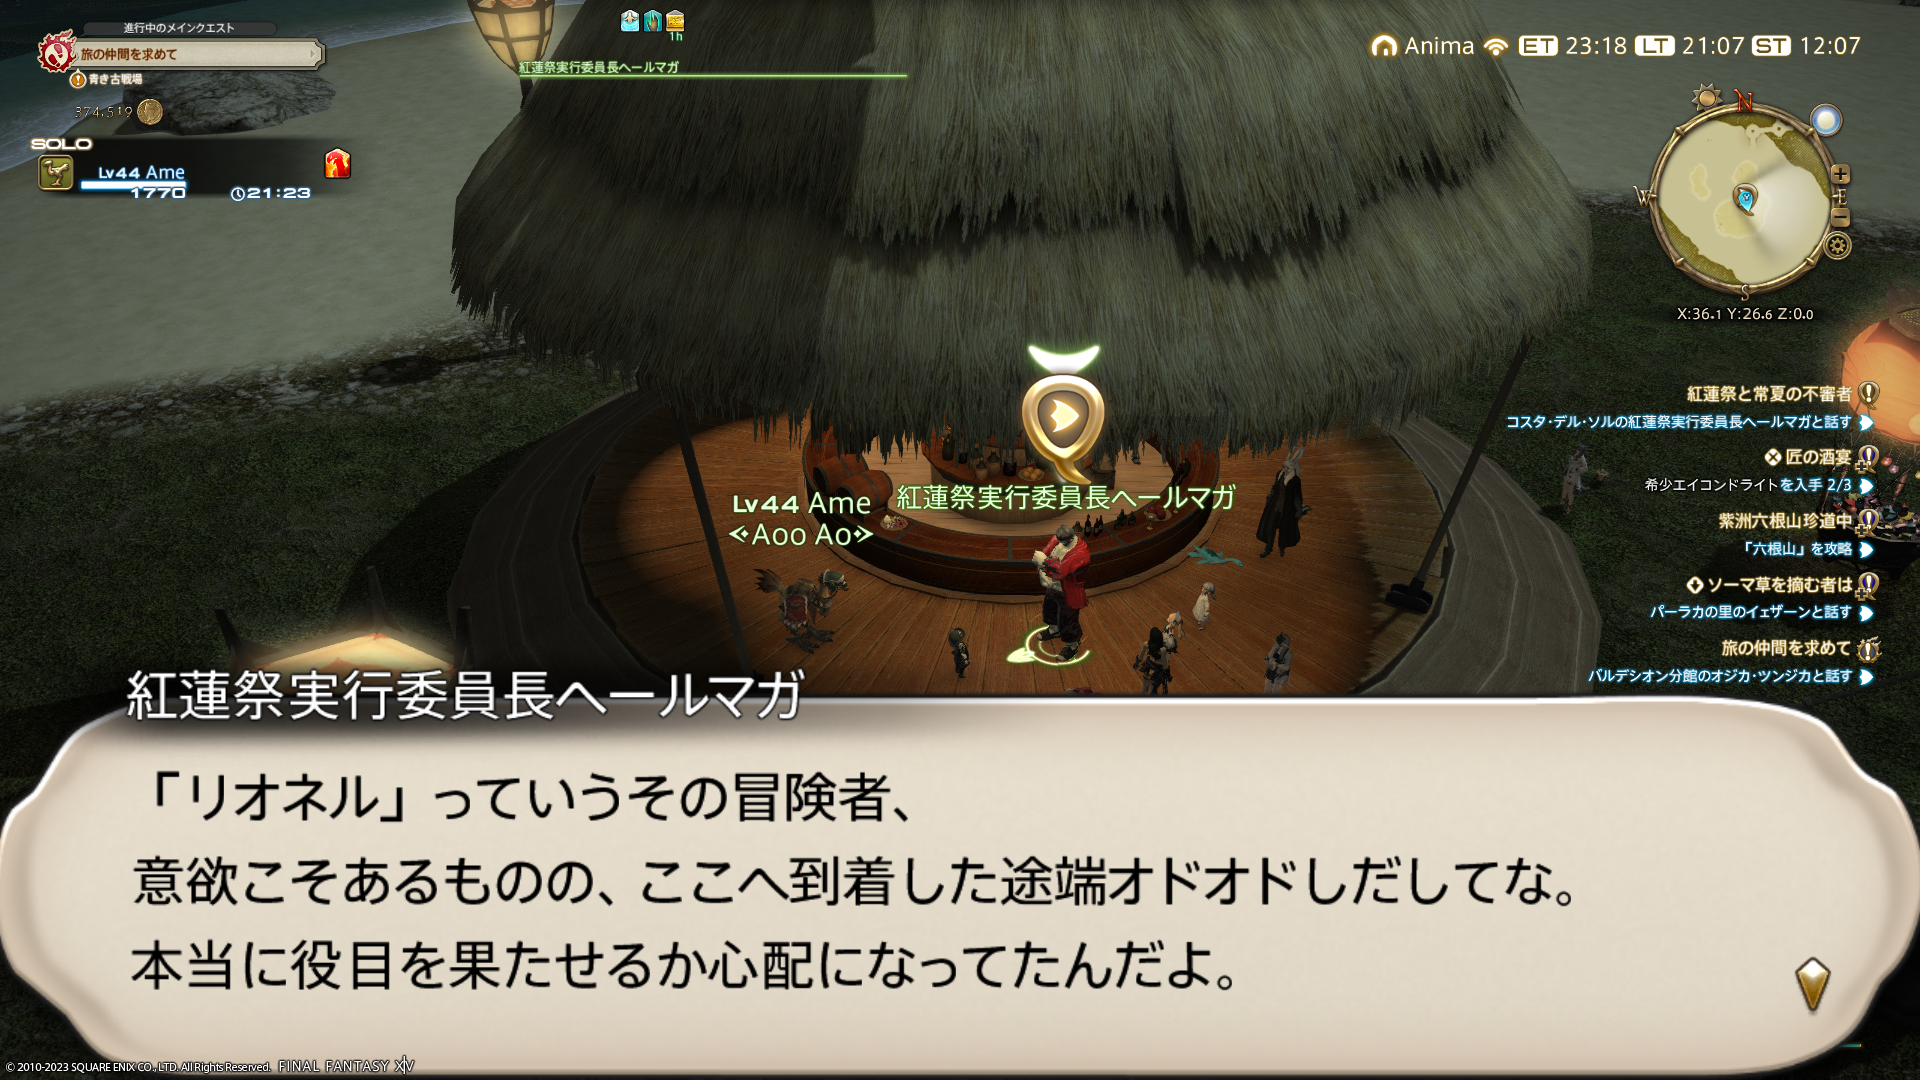 進行中のメインクエスト
旅の仲間を求めて
青き古戦場
374,519
SOLO
Lv44 Ame
1770
21:23
1h
紅蓮祭実行委員長ヘールマガ
Anima ET 23:18 LT 21:07 ST 12:07
N
W
E
S
X:36.1 Y:26.6 Z:0.0
紅蓮祭と常夏の不審者
コスタ・デル・ソルの紅蓮祭実行委員長ヘールマガと話す
匠の酒宴
希少エイコンドライトを入手 2/3
紫洲六根山珍道中
「六根山」を攻略
ソーマ草を摘む者は
パーラカの里のイェザーンと話す
旅の仲間を求めて
バルデシオン分館のオジカ・ツンジカと話す
Lv44 Ame
«Aoo Ao»
紅蓮祭実行委員長ヘールマガ
紅蓮祭実行委員長ヘールマガ
「リオネル」っていうその冒険者、
意欲こそあるものの、ここへ到着した途端オドオドしだしてな。
本当に役目を果たせるか心配になってたんだよ。
© 2010-2023 SQUARE ENIX CO., LTD. All Rights Reserved. FINAL FANTASY XIV